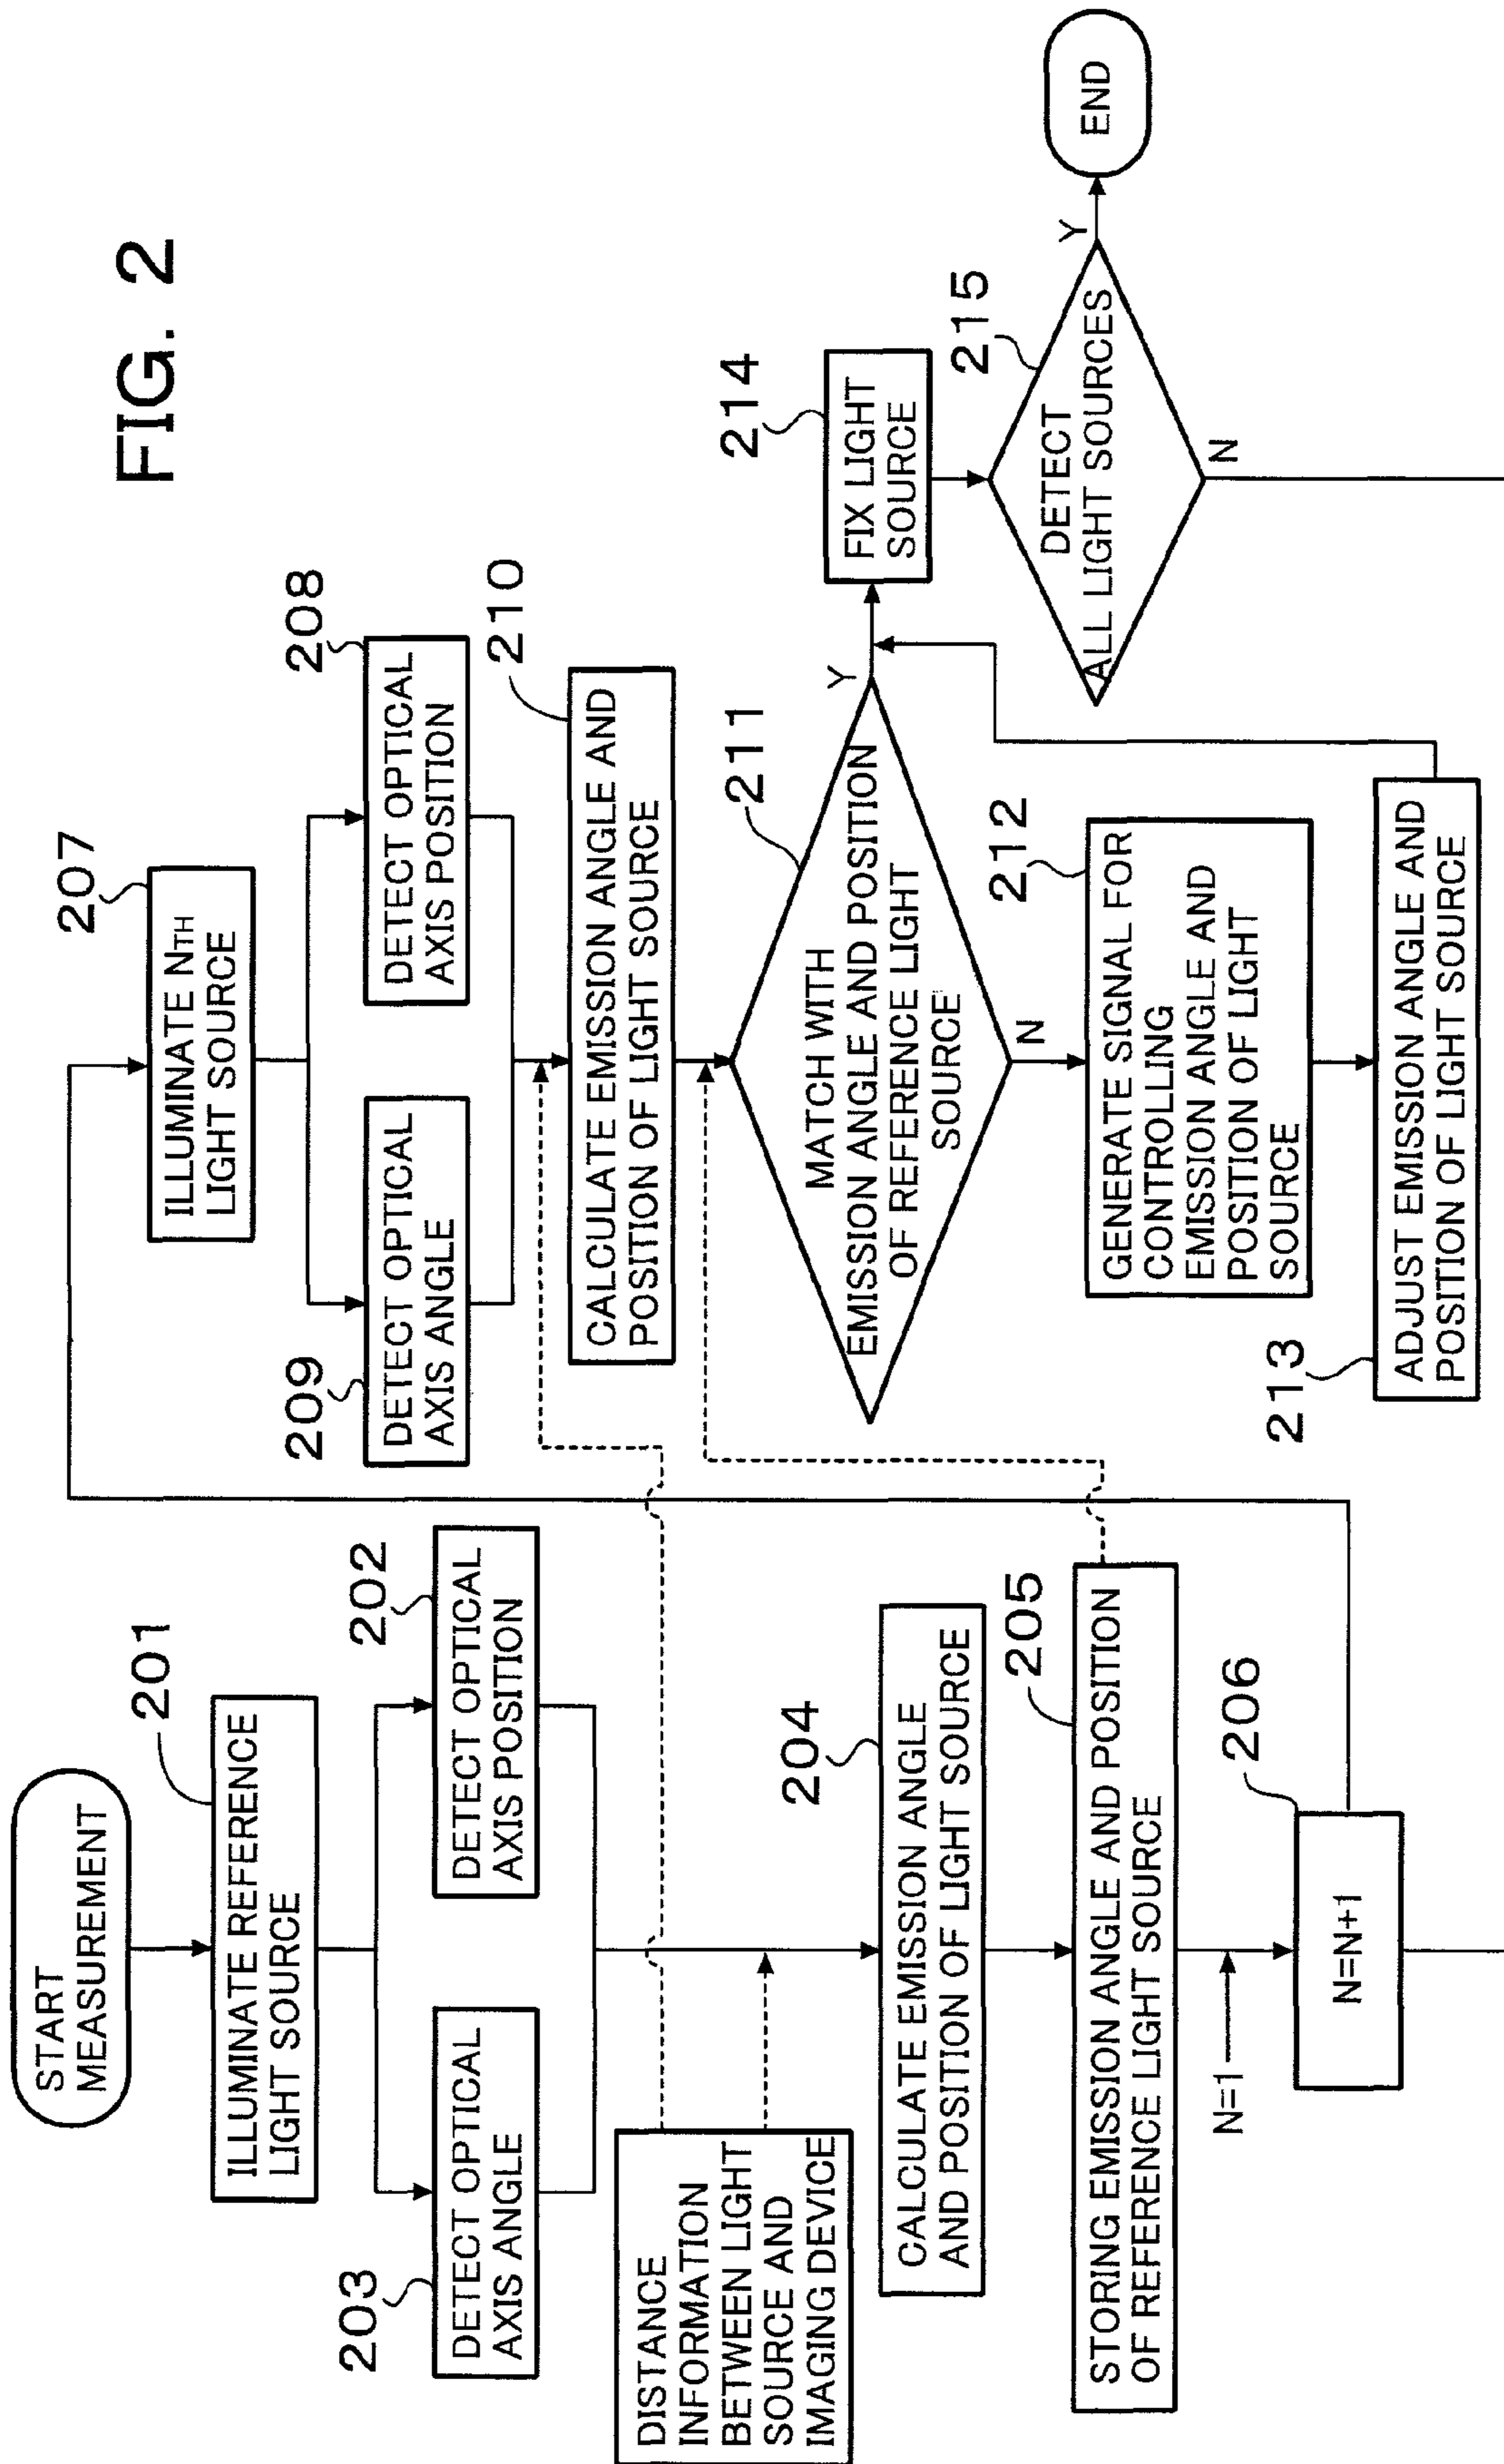 FIG. 2
START
MEASUREMENT
201
ILLUMINATE REFERENCE
LIGHT SOURCE
203
DETECT OPTICAL
AXIS ANGLE
202
DETECT OPTICAL
AXIS POSITION
DISTANCE
INFORMATION
BETWEEN LIGHT
SOURCE AND
IMAGING DEVICE
204
CALCULATE EMISSION ANGLE
AND POSITION OF LIGHT SOURCE
205
STORING EMISSION ANGLE AND POSITION
OF REFERENCE LIGHT SOURCE
N=1
206
N=N+1
207
ILLUMINATE NTH
LIGHT SOURCE
209
DETECT OPTICAL
AXIS ANGLE
208
DETECT OPTICAL
AXIS POSITION
210
CALCULATE EMISSION ANGLE AND
POSITION OF LIGHT SOURCE
211
MATCH WITH
EMISSION ANGLE AND POSITION
OF REFERENCE LIGHT
SOURCE
Y
N
212
GENERATE SIGNAL FOR
CONTROLLING
EMISSION ANGLE AND
POSITION OF LIGHT
SOURCE
213
ADJUST EMISSION ANGLE AND
POSITION OF LIGHT SOURCE
214
FIX LIGHT
SOURCE
215
DETECT
ALL LIGHT SOURCES
Y
N
END